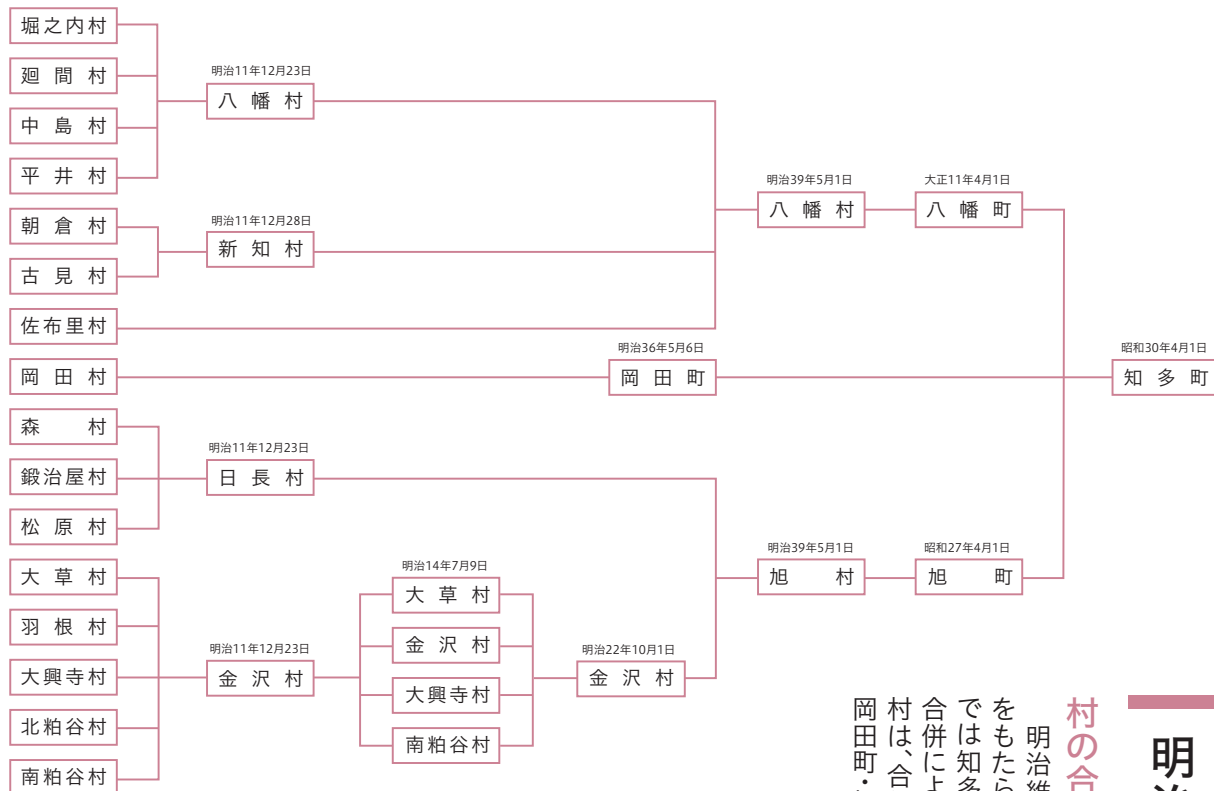 堀之内村
廻間村
中島村
平井村
朝倉村
古見村
佐布里村
岡田村
森村
鍛治屋村
松原村
大草村
羽根村
大興寺村
北粕谷村
南粕谷村
明治11年12月23日
八幡村
明治11年12月28日
新知村
明治11年12月23日
日長村
明治11年12月23日
金沢村
明治14年7月9日
大草村
金沢村
大興寺村
南粕谷村
明治22年10月1日
金沢村
明治36年5月6日
岡田町
明治39年5月1日
八幡村
明治39年5月1日
旭村
大正11年4月1日
八幡町
昭和27年4月1日
旭町
昭和30年4月1日
知多町
明
村の合
明治維
をもたら
では知多
合併によ
村は、合
岡田町・